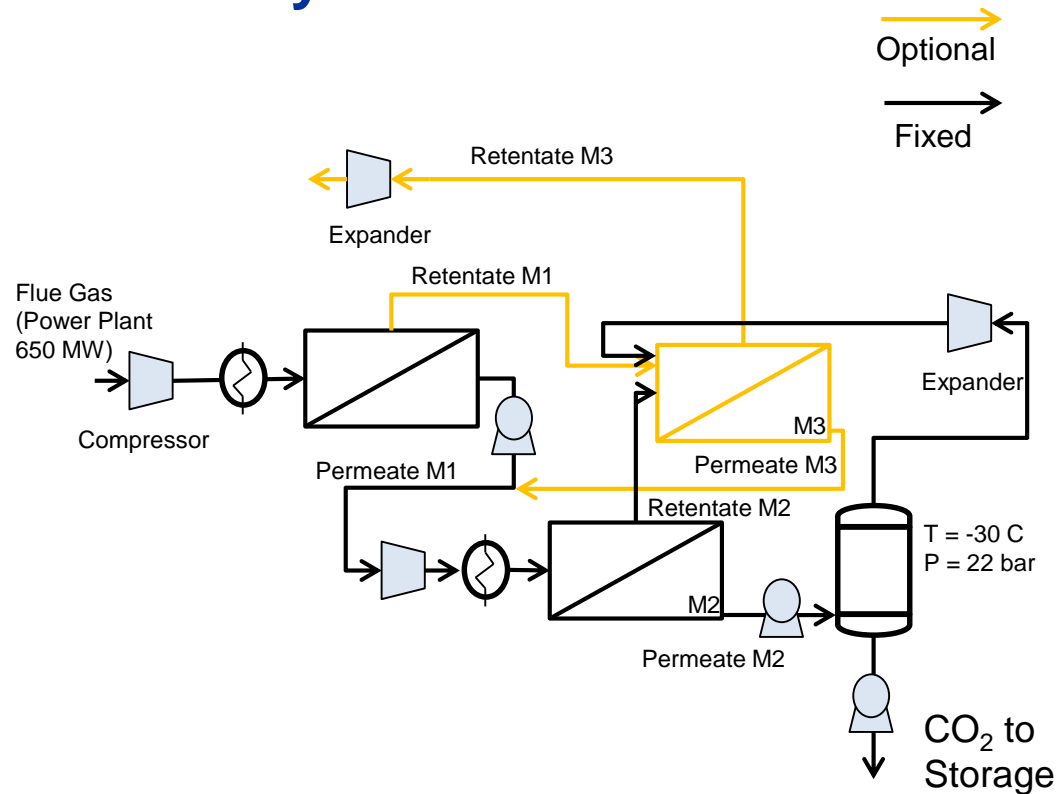 Optional
Fixed
Retentate M3
Expander
Retentate M1
Flue Gas
(Power Plant
650 MW)
Compressor
Expander
M3
Permeate M3
Permeate M1
Retentate M2
T = -30 C
P = 22 bar
M2
Permeate M2
CO₂ to
Storage